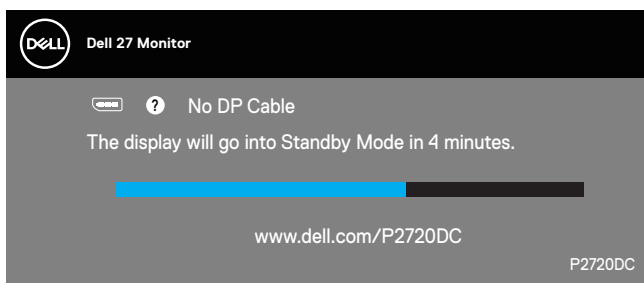 DELL
Dell 27 Monitor
? No DP Cable
The display will go into Standby Mode in 4 minutes.
www.dell.com/P2720DC
P2720DC